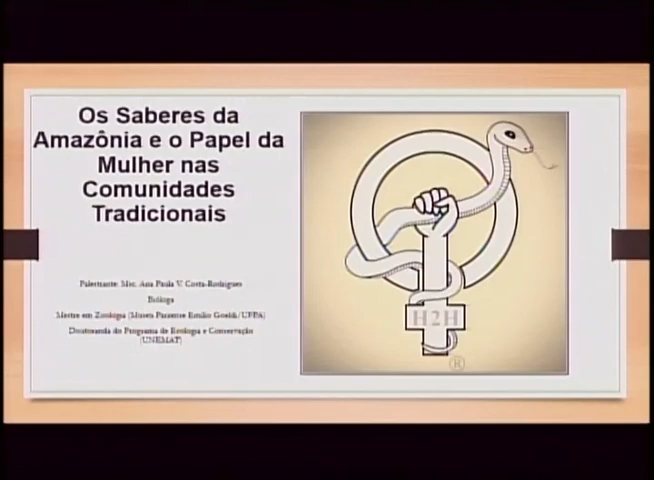 Os Saberes da
Amazônia e o Papel da
Mulher nas
Comunidades
Tradicionais
Palestrante: Msc. Ana Paula V. Costa-Rodrigues
Bióloga
Mestre em Zoologia (Museu Paraense Emílio Goeldi/UFPA)
Doutoranda do Programa de Ecologia e Conservação
(UNEMAT)
H2H
®